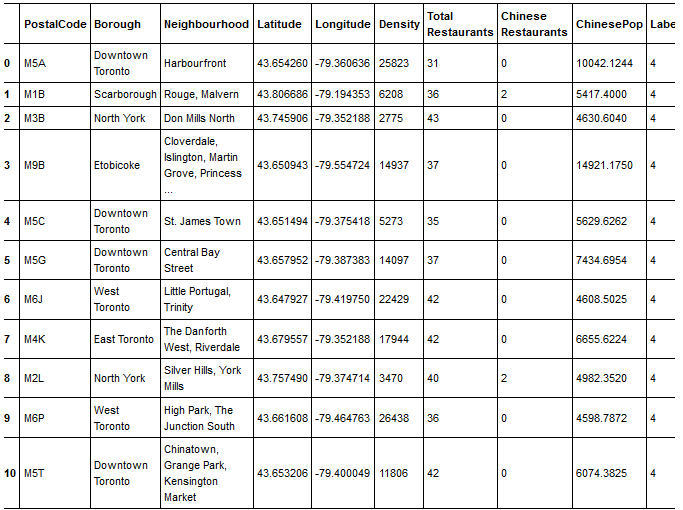 PostalCode Borough Neighbourhood Latitude Longitude Density Total Restaurants Chinese Restaurants ChinesePop Labe
0 M5A Downtown Toronto Harbourfront 43.654260 -79.360636 25823 31 0 10042.1244 4
1 M1B Scarborough Rouge, Malvern 43.806686 -79.194353 6208 36 2 5417.4000 4
2 M3B North York Don Mills North 43.745906 -79.352188 2775 43 0 4630.6040 4
3 M9B Etobicoke Cloverdale, Islington, Martin Grove, Princess ... 43.650943 -79.554724 14937 37 0 14921.1750 4
4 M5C Downtown Toronto St. James Town 43.651494 -79.375418 5273 35 0 5629.6262 4
5 M5G Downtown Toronto Central Bay Street 43.657952 -79.387383 14097 37 0 7434.6954 4
6 M6J West Toronto Little Portugal, Trinity 43.647927 -79.419750 22429 42 0 4608.5025 4
7 M4K East Toronto The Danforth West, Riverdale 43.679557 -79.352188 17944 42 0 6655.6224 4
8 M2L North York Silver Hills, York Mills 43.757490 -79.374714 3470 40 2 4982.3520 4
9 M6P West Toronto High Park, The Junction South 43.661608 -79.464763 26438 36 0 4598.7872 4
10 M5T Downtown Toronto Chinatown, Grange Park, Kensington Market 43.653206 -79.400049 11806 42 0 6074.3825 4